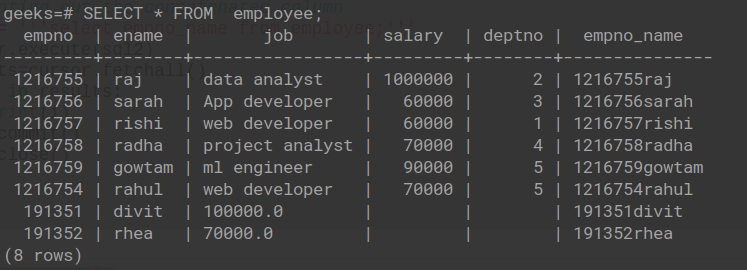 geeks=# SELECT * FROM  employee;
  empno  | ename  |       job       | salary  | deptno |  empno_name
---------+--------+-----------------+---------+--------+---------------
 1216755 | raj    | data analyst    | 1000000 |      2 | 1216755raj
 1216756 | sarah  | App developer   |   60000 |      3 | 1216756sarah
 1216757 | rishi  | web developer   |   60000 |      1 | 1216757rishi
 1216758 | radha  | project analyst |   70000 |      4 | 1216758radha
 1216759 | gowtam | ml engineer     |   90000 |      5 | 1216759gowtam
 1216754 | rahul  | web developer   |   70000 |      5 | 1216754rahul
  191351 | divit  | 100000.0        |         |        | 191351divit
  191352 | rhea   | 70000.0         |         |        | 191352rhea
(8 rows)